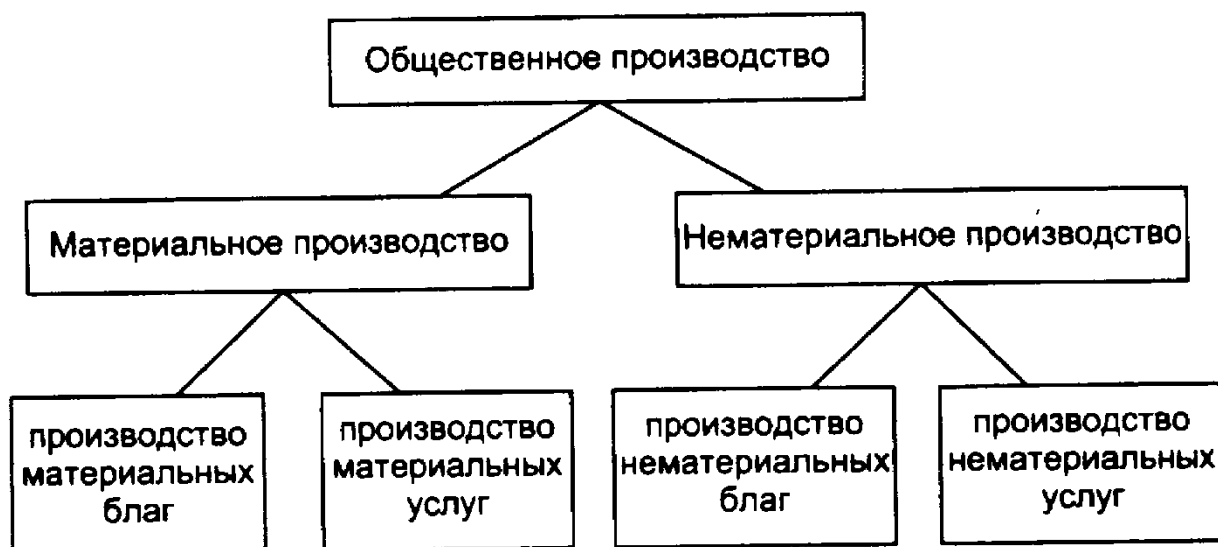 Общественное производство
Материальное производство
Нематериальное производство
производство
материальных
благ
производство
материальных
услуг
производство
нематериальных
благ
производство
нематериальных
услуг